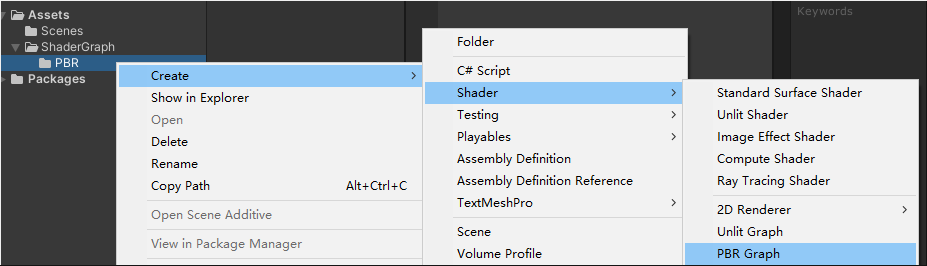 Assets
Scenes
ShaderGraph
PBR
Packages
Create
Show in Explorer
Open
Delete
Rename
Copy Path Alt+Ctrl+C
Open Scene Additive
View in Package Manager
Folder
C# Script
Shader
Testing
Playables
Assembly Definition
Assembly Definition Reference
TextMeshPro
Scene
Volume Profile
Keywords
Standard Surface Shader
Unlit Shader
Image Effect Shader
Compute Shader
Ray Tracing Shader
2D Renderer
Unlit Graph
PBR Graph